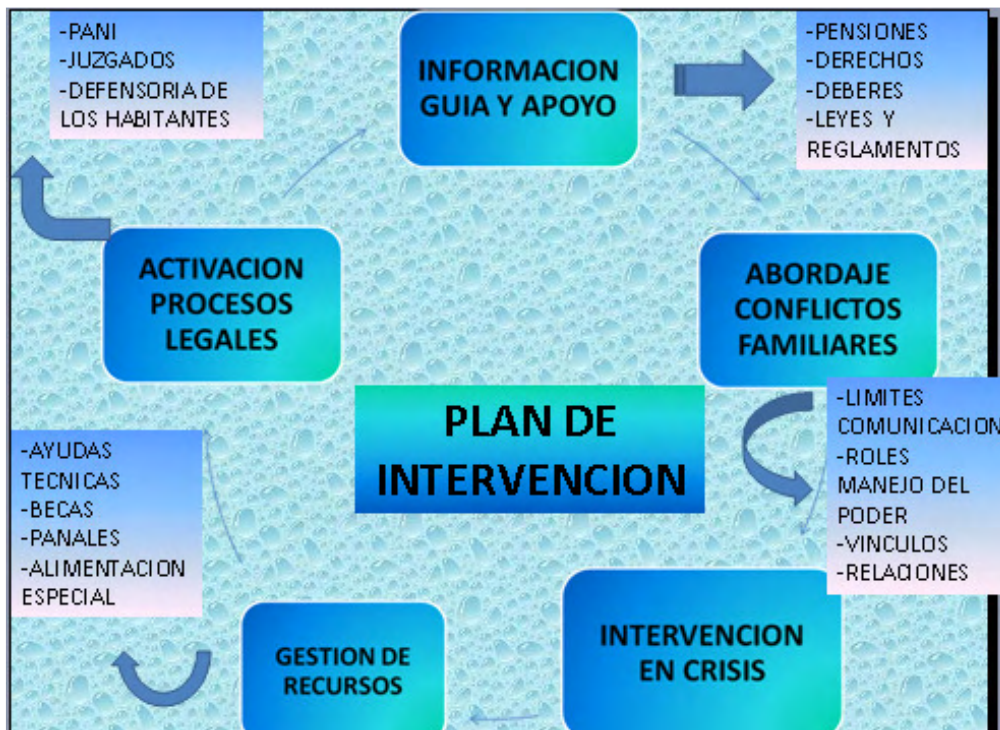 -PANI
-JUZGADOS
-DEFENSORIA DE
LOS HABITANTES
INFORMACION
GUIA Y APOYO
-PENSIONES
-DERECHOS
-DEBERES
-LEYES Y
REGLAMENTOS
ACTIVACION
PROCESOS
LEGALES
ABORDAJE
CONFLICTOS
FAMILIARES
PLAN DE
INTERVENCION
-LIMITES
COMUNICACION
-ROLES
MANEJO DEL
PODER
-VINCULOS
-RELACIONES
-AYUDAS
TECNICAS
-BECAS
-PANALES
-ALIMENTACION
ESPECIAL
GESTION DE
RECURSOS
INTERVENCION
EN CRISIS